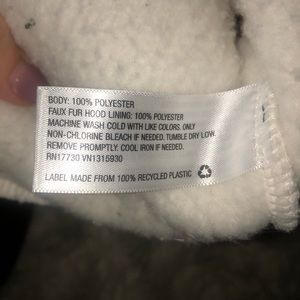 BODY: 100% POLYESTER
FAUX FUR HOOD LINING: 100% POLYESTER
MACHINE WASH COLD WITH LIKE COLORS. ONLY
NON-CHLORINE BLEACH IF NEEDED. TUMBLE DRY LOW.
REMOVE PROMPTLY. COOL IRON IF NEEDED.
RN17730 VN1315930
LABEL MADE FROM 100% RECYCLED PLASTIC